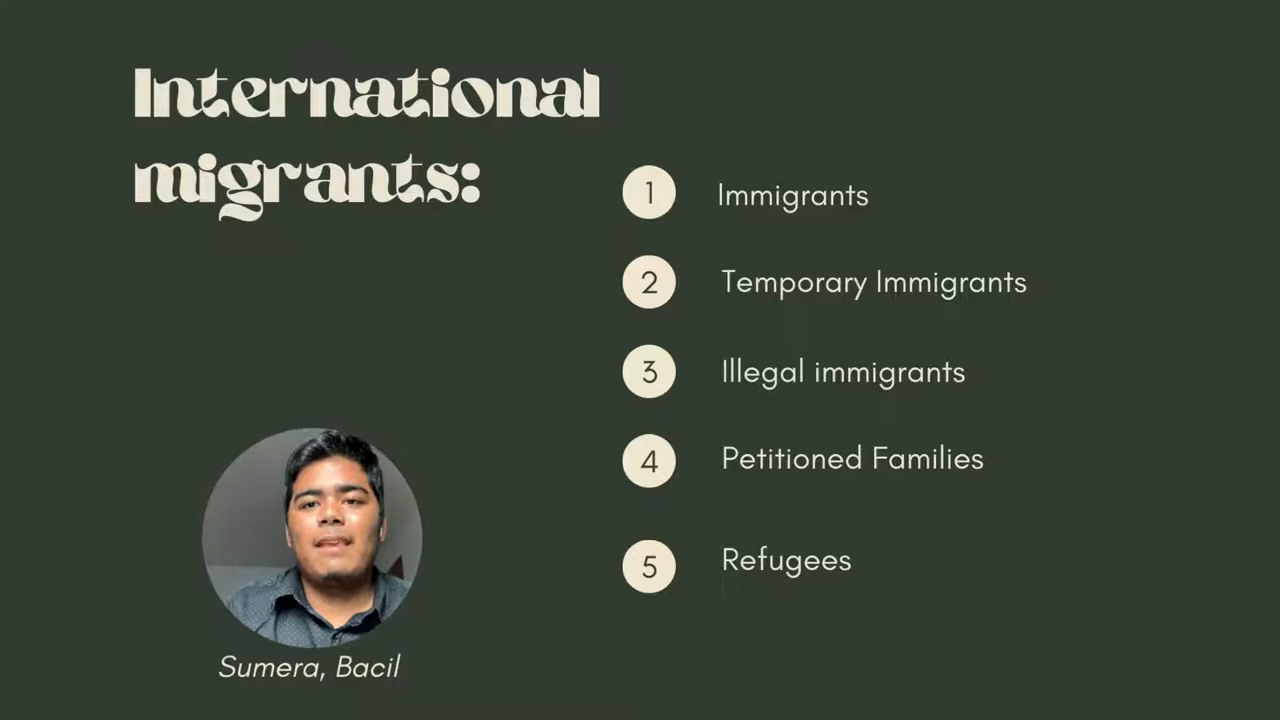 International
migrants:
1 Immigrants
2 Temporary Immigrants
3 Illegal immigrants
4 Petitioned Families
5 Refugees
Sumera, Bacil